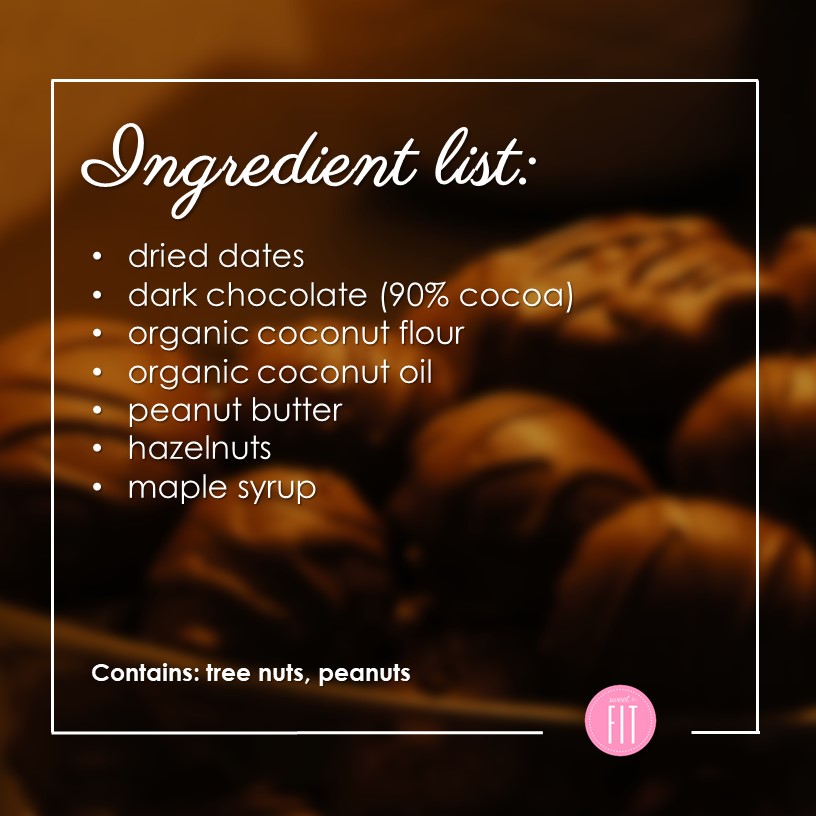 Ingredient list:
• dried dates
• dark chocolate (90% cocoa)
• organic coconut flour
• organic coconut oil
• peanut butter
• hazelnuts
• maple syrup
Contains: tree nuts, peanuts
sweet
FIT